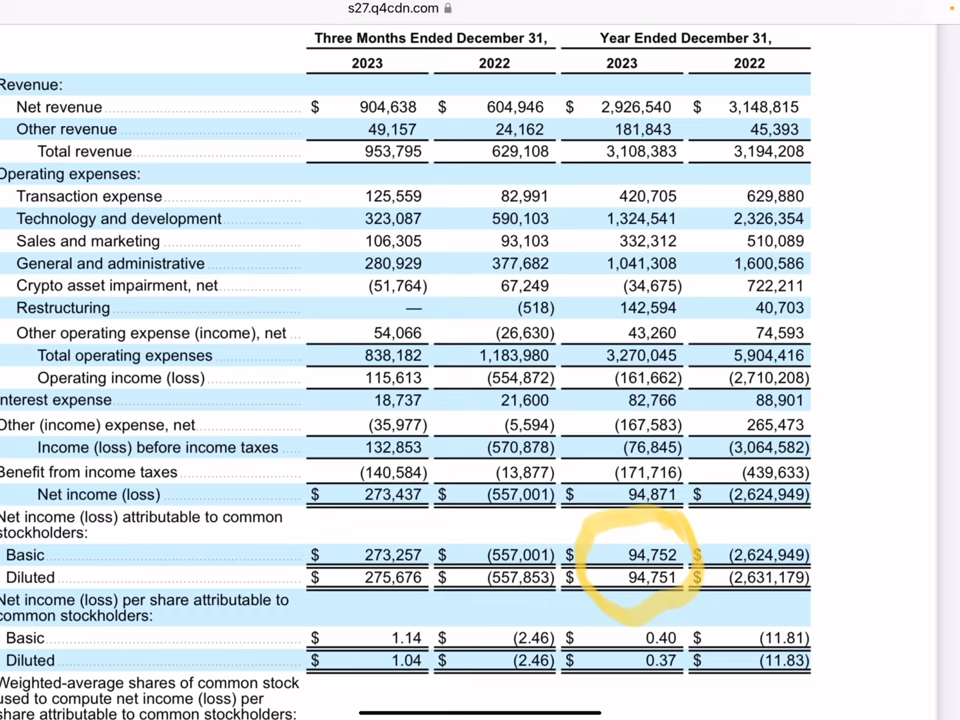 s27.q4cdn.com
Three Months Ended December 31, Year Ended December 31,
2023 2022 2023 2022
Revenue:
Net revenue $ 904,638 $ 604,946 $ 2,926,540 $ 3,148,815
Other revenue 49,157 24,162 181,843 45,393
Total revenue 953,795 629,108 3,108,383 3,194,208
Operating expenses:
Transaction expense 125,559 82,991 420,705 629,880
Technology and development 323,087 590,103 1,324,541 2,326,354
Sales and marketing 106,305 93,103 332,312 510,089
General and administrative 280,929 377,682 1,041,308 1,600,586
Crypto asset impairment, net (51,764) 67,249 (34,675) 722,211
Restructuring — (518) 142,594 40,703
Other operating expense (income), net 54,066 (26,630) 43,260 74,593
Total operating expenses 838,182 1,183,980 3,270,045 5,904,416
Operating income (loss) 115,613 (554,872) (161,662) (2,710,208)
nterest expense 18,737 21,600 82,766 88,901
Other (income) expense, net (35,977) (5,594) (167,583) 265,473
Income (loss) before income taxes 132,853 (570,878) (76,845) (3,064,582)
Benefit from income taxes (140,584) (13,877) (171,716) (439,633)
Net income (loss) $ 273,437 $ (557,001) $ 94,871 $ (2,624,949)
Net income (loss) attributable to common
stockholders:
Basic $ 273,257 $ (557,001) $ 94,752 $ (2,624,949)
Diluted $ 275,676 $ (557,853) $ 94,751 $ (2,631,179)
Net income (loss) per share attributable to
common stockholders:
Basic $ 1.14 $ (2.46) $ 0.40 $ (11.81)
Diluted $ 1.04 $ (2.46) $ 0.37 $ (11.83)
Weighted-average shares of common stock
used to compute net income (loss) per
share attributable to common stockholders: